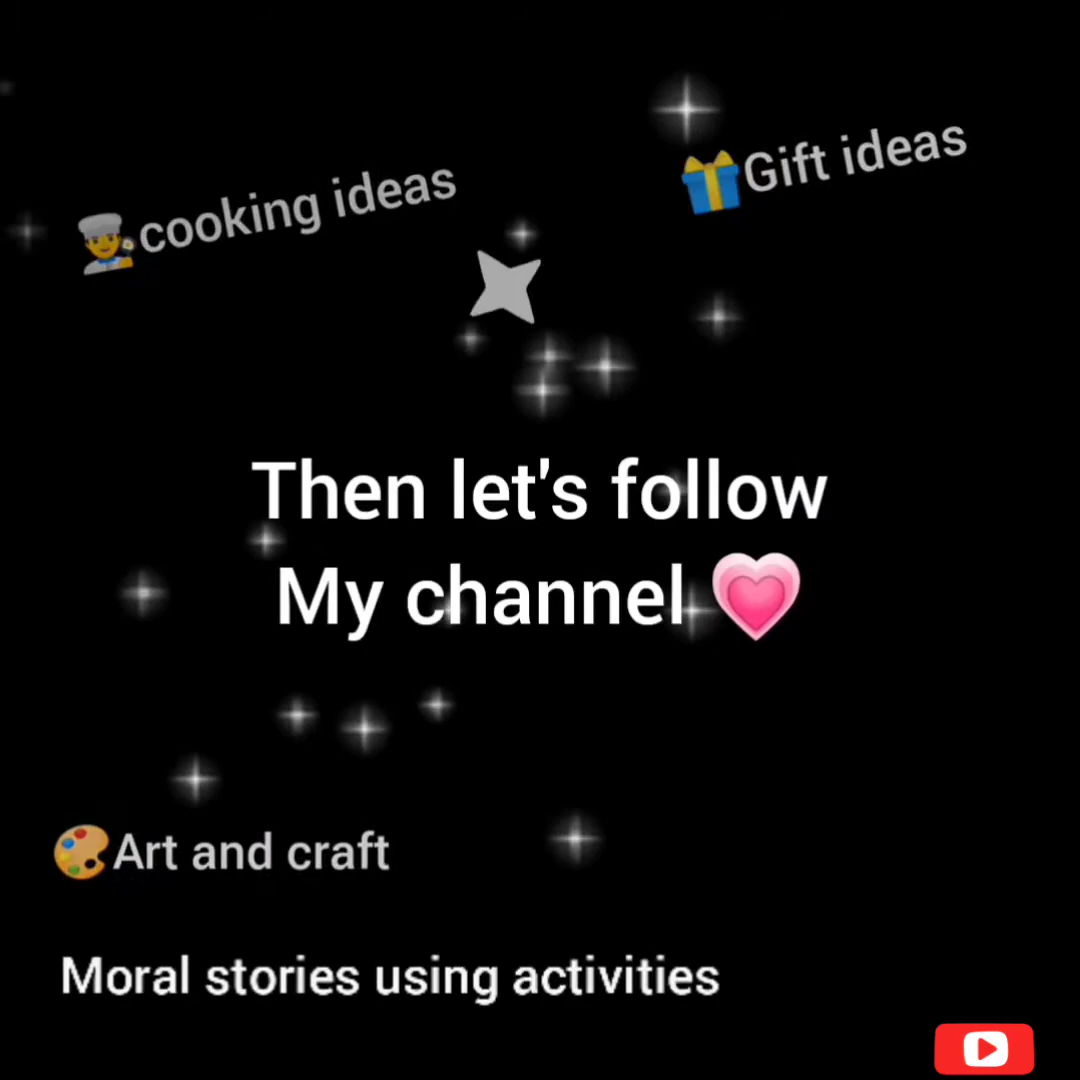 Gift ideas
cooking ideas
Then let's follow
My channel
Art and craft
Moral stories using activities